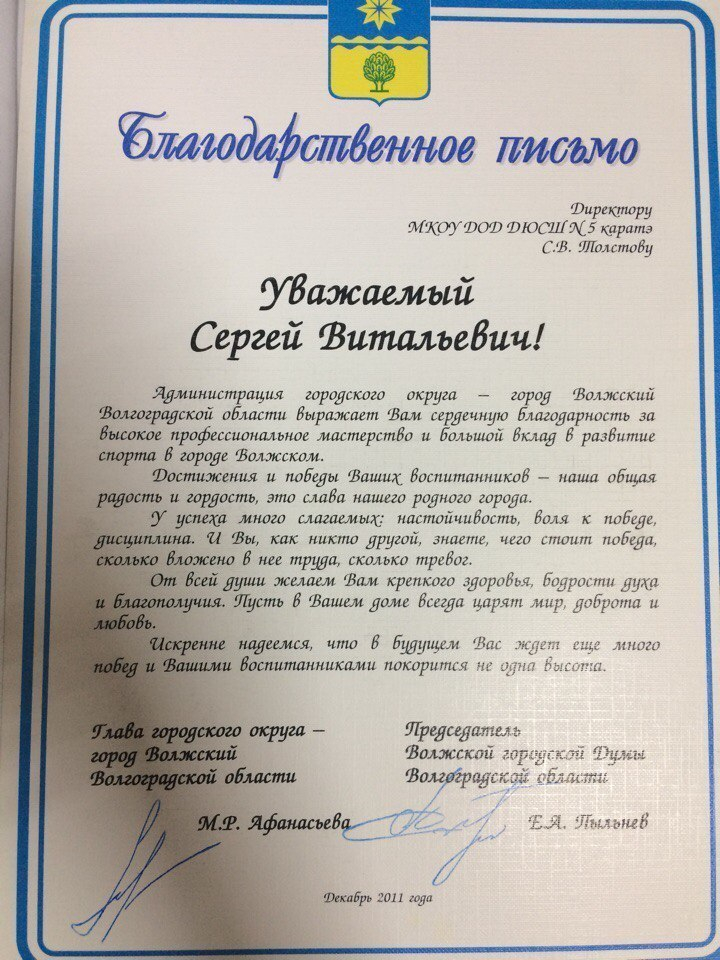 Благодарственное письмо
Директору
МКОУ ДОД ДЮСШ N 5 каратэ
С.В. Толстову
Уважаемый
Сергей Витальевич!
Администрация городского округа – город Волжский
Волгоградской области выражает Вам сердечную благодарность за
высокое профессиональное мастерство и большой вклад в развитие
спорта в городе Волжском.
Достижения и победы Ваших воспитанников – наша общая
радость и гордость, это слава нашего родного города.
У успеха много слагаемых: настойчивость, воля к победе,
дисциплина. И Вы, как никто другой, знаете, чего стоит победа,
сколько вложено в нее труда, сколько тревог.
От всей души желаем Вам крепкого здоровья, бодрости духа
и благополучия. Пусть в Вашем доме всегда царят мир, доброта и
любовь.
Искренне надеемся, что в будущем Вас ждет еще много
побед и Вашими воспитанниками покорится не одна высота.
Глава городского округа –
город Волжский
Волгоградской области
М.Р. Афанасьева
Председатель
Волжской городской Думы
Волгоградской области
Е.А. Пыльнев
Декабрь 2011 года